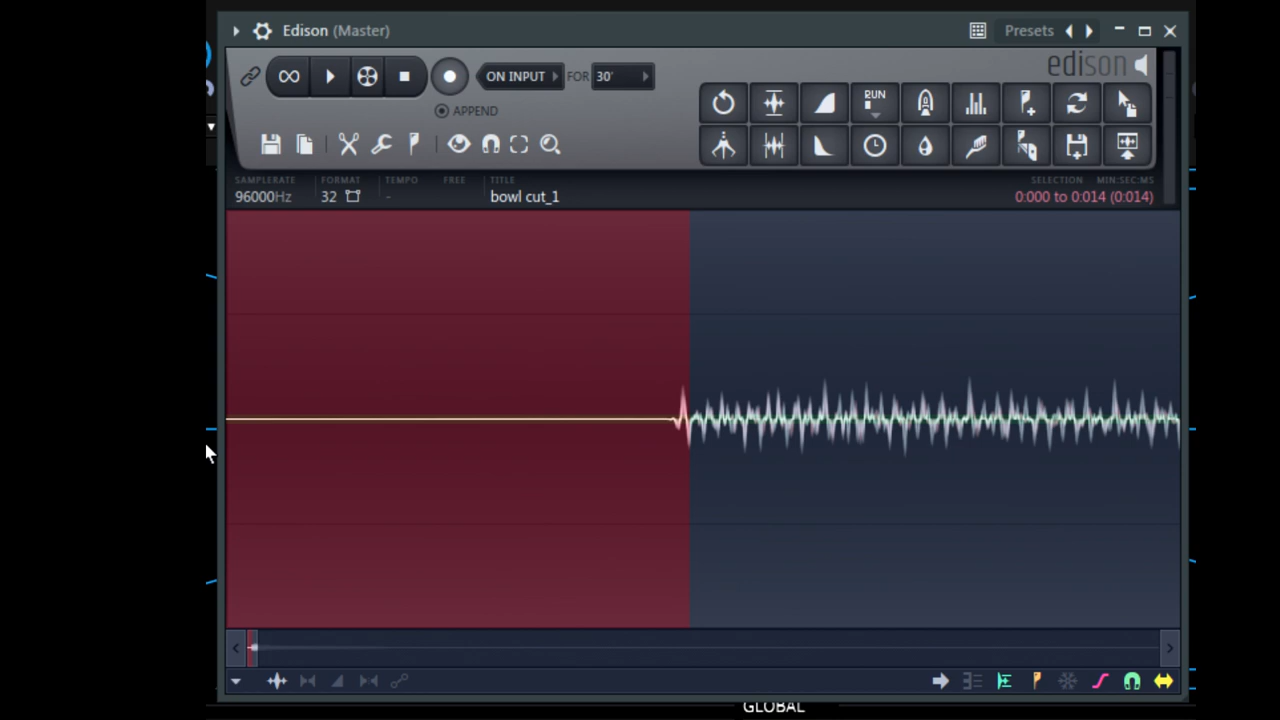 Edison (Master) Presets
edison
ON INPUT FOR 30'
RUN
APPEND
SAMPLERATE FORMAT TEMPO FREE TITLE SELECTION MIN:SEC:MS
96000Hz 32 - bowl cut_1 0:000 to 0:014 (0:014)
GLOBAL